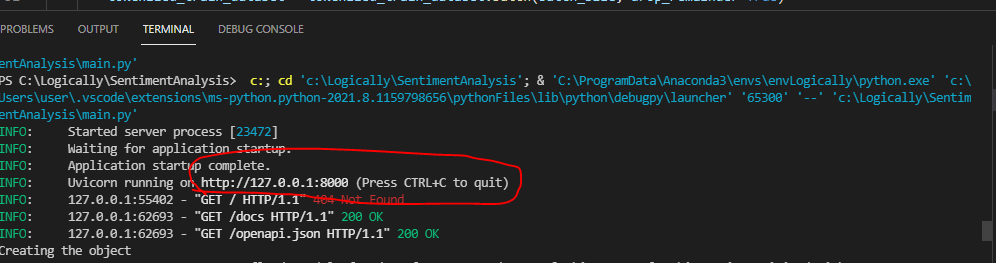 PROBLEMS OUTPUT TERMINAL DEBUG CONSOLE
entAnalysis\main.py'
PS C:\Logically\SentimentAnalysis> c:; cd 'c:\Logically\SentimentAnalysis'; & 'C:\ProgramData\Anaconda3\envs\envLogically\python.exe' 'c:\
Users\user\.vscode\extensions\ms-python.python-2021.8.1159798656\pythonFiles\lib\python\debugpy\launcher' '65300' '--' 'c:\Logically\Sentim
entAnalysis\main.py'
INFO: Started server process [23472]
INFO: Waiting for application startup.
INFO: Application startup complete.
INFO: Uvicorn running on http://127.0.0.1:8000 (Press CTRL+C to quit)
INFO: 127.0.0.1:55402 - "GET / HTTP/1.1" 404 Not Found
INFO: 127.0.0.1:62693 - "GET /docs HTTP/1.1" 200 OK
INFO: 127.0.0.1:62693 - "GET /openapi.json HTTP/1.1" 200 OK
Creating the object